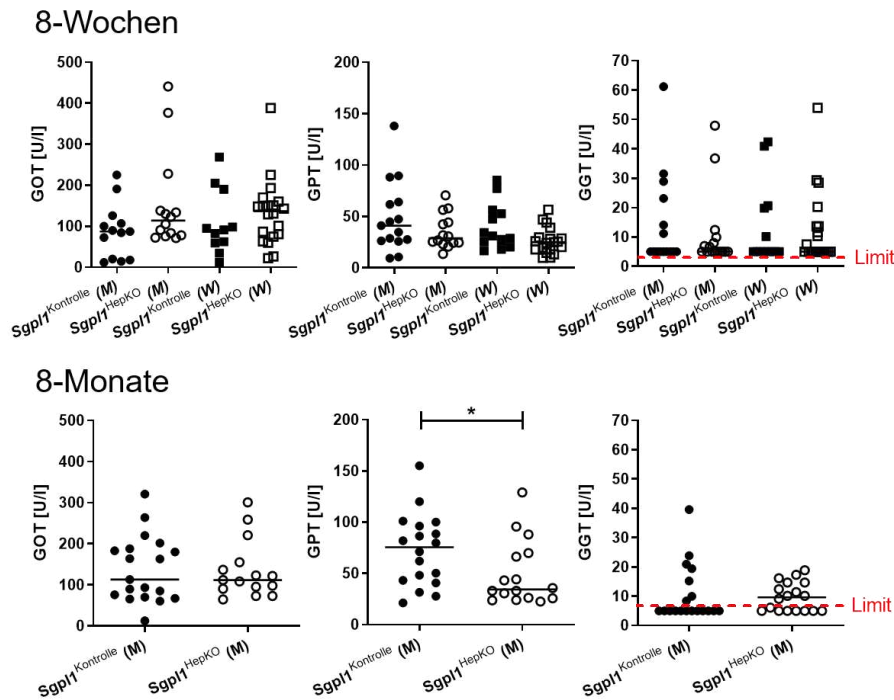 8-Wochen
500
400
300
200
100
0
GOT [U/l]
Sgpl1Kontrolle (M)
Sgpl1HepKO (M)
Sgpl1Kontrolle (W)
Sgpl1HepKO (W)
200
150
100
50
0
GPT [U/l]
Sgpl1Kontrolle (M)
Sgpl1HepKO (M)
Sgpl1Kontrolle (W)
Sgpl1HepKO (W)
70
60
50
40
30
20
10
0
GGT [U/l]
Limit
Sgpl1Kontrolle (M)
Sgpl1HepKO (M)
Sgpl1Kontrolle (W)
Sgpl1HepKO (W)
8-Monate
500
400
300
200
100
0
GOT [U/l]
Sgpl1Kontrolle (M)
Sgpl1HepKO (M)
200
150
100
50
0
GPT [U/l]
*
Sgpl1Kontrolle (M)
Sgpl1HepKO (M)
70
60
50
40
30
20
10
0
GGT [U/l]
Limit
Sgpl1Kontrolle (M)
Sgpl1HepKO (M)